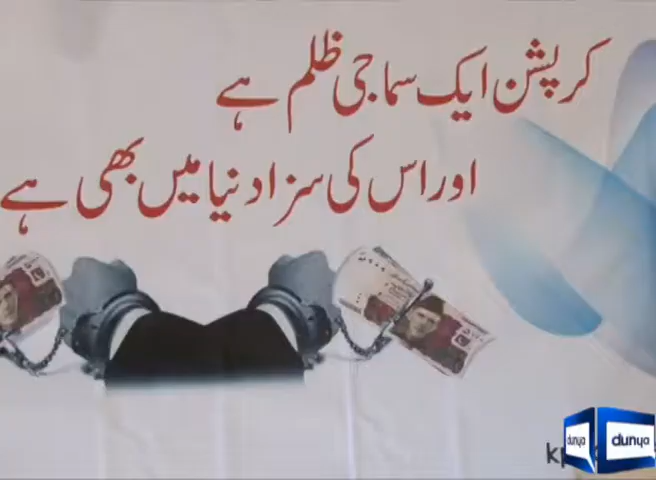 کرپشن ایک سماجی ظلم ہے
اور اس کی سزا دنیا میں بھی ہے
dunya
dunya